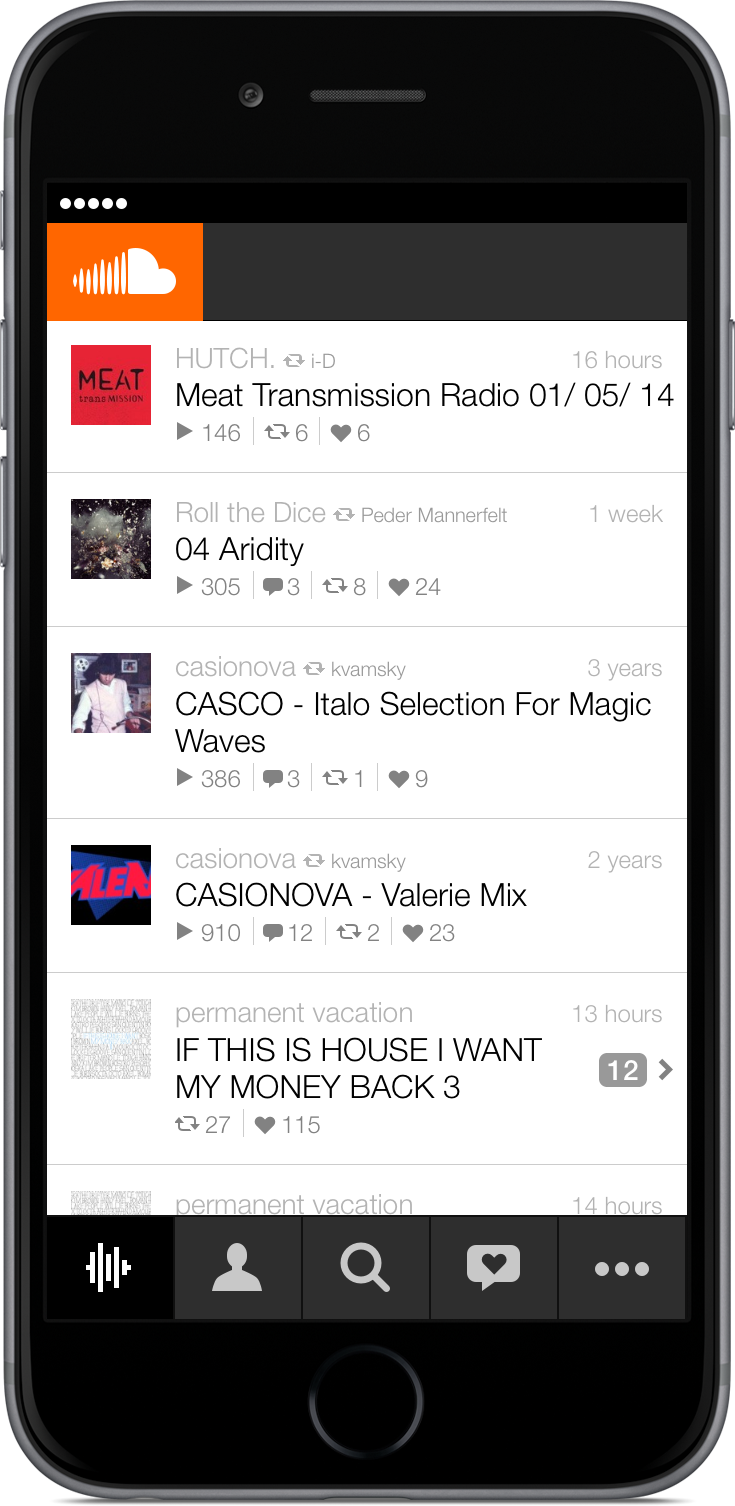 HUTCH. i-D 16 hours
MEAT
transMISSION
Meat Transmission Radio 01/ 05/ 14
146 6 6
Roll the Dice Peder Mannerfelt 1 week
04 Aridity
305 3 8 24
casionova kvamsky 3 years
CASCO - Italo Selection For Magic
Waves
386 3 1 9
casionova kvamsky 2 years
CASIONOVA - Valerie Mix
910 12 2 23
permanent vacation 13 hours
IF THIS IS HOUSE I WANT
MY MONEY BACK 3
12
27 115
permanent vacation 14 hours